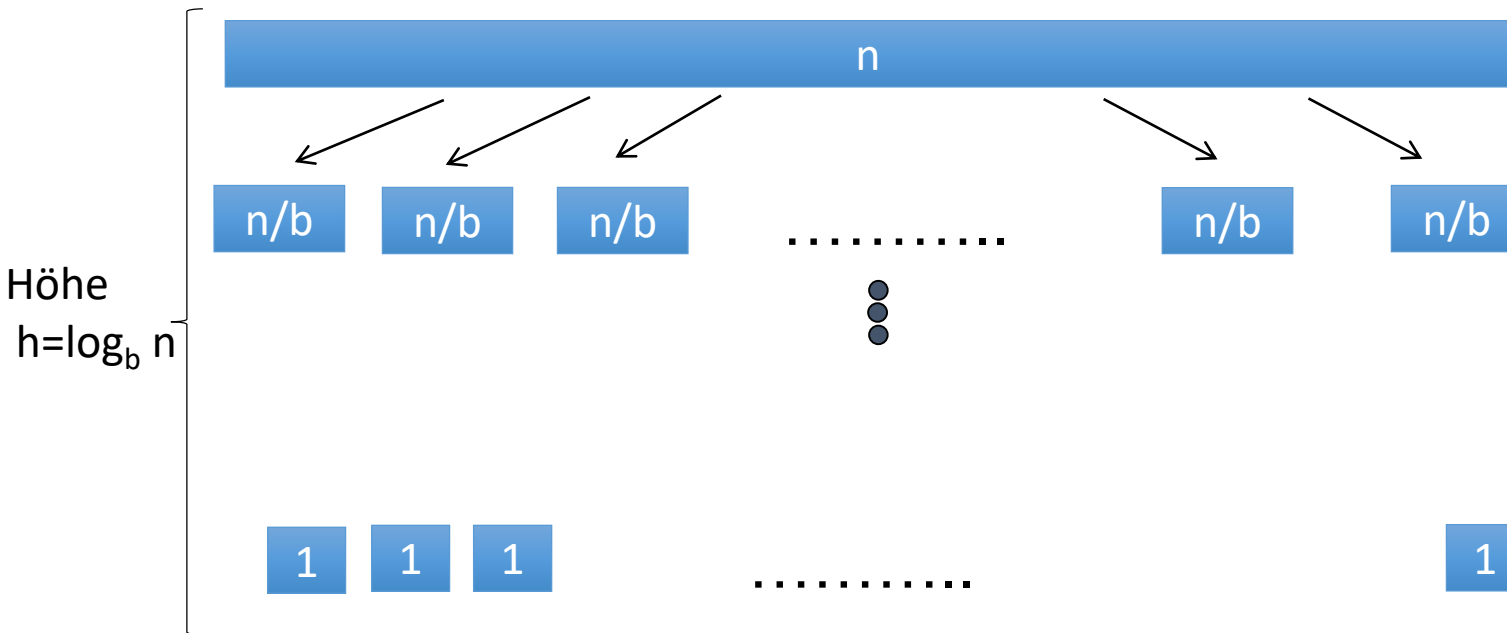 n
n/b n/b n/b ........... n/b n/b
Höhe
h=log_b n
1 1 1 ........... 1